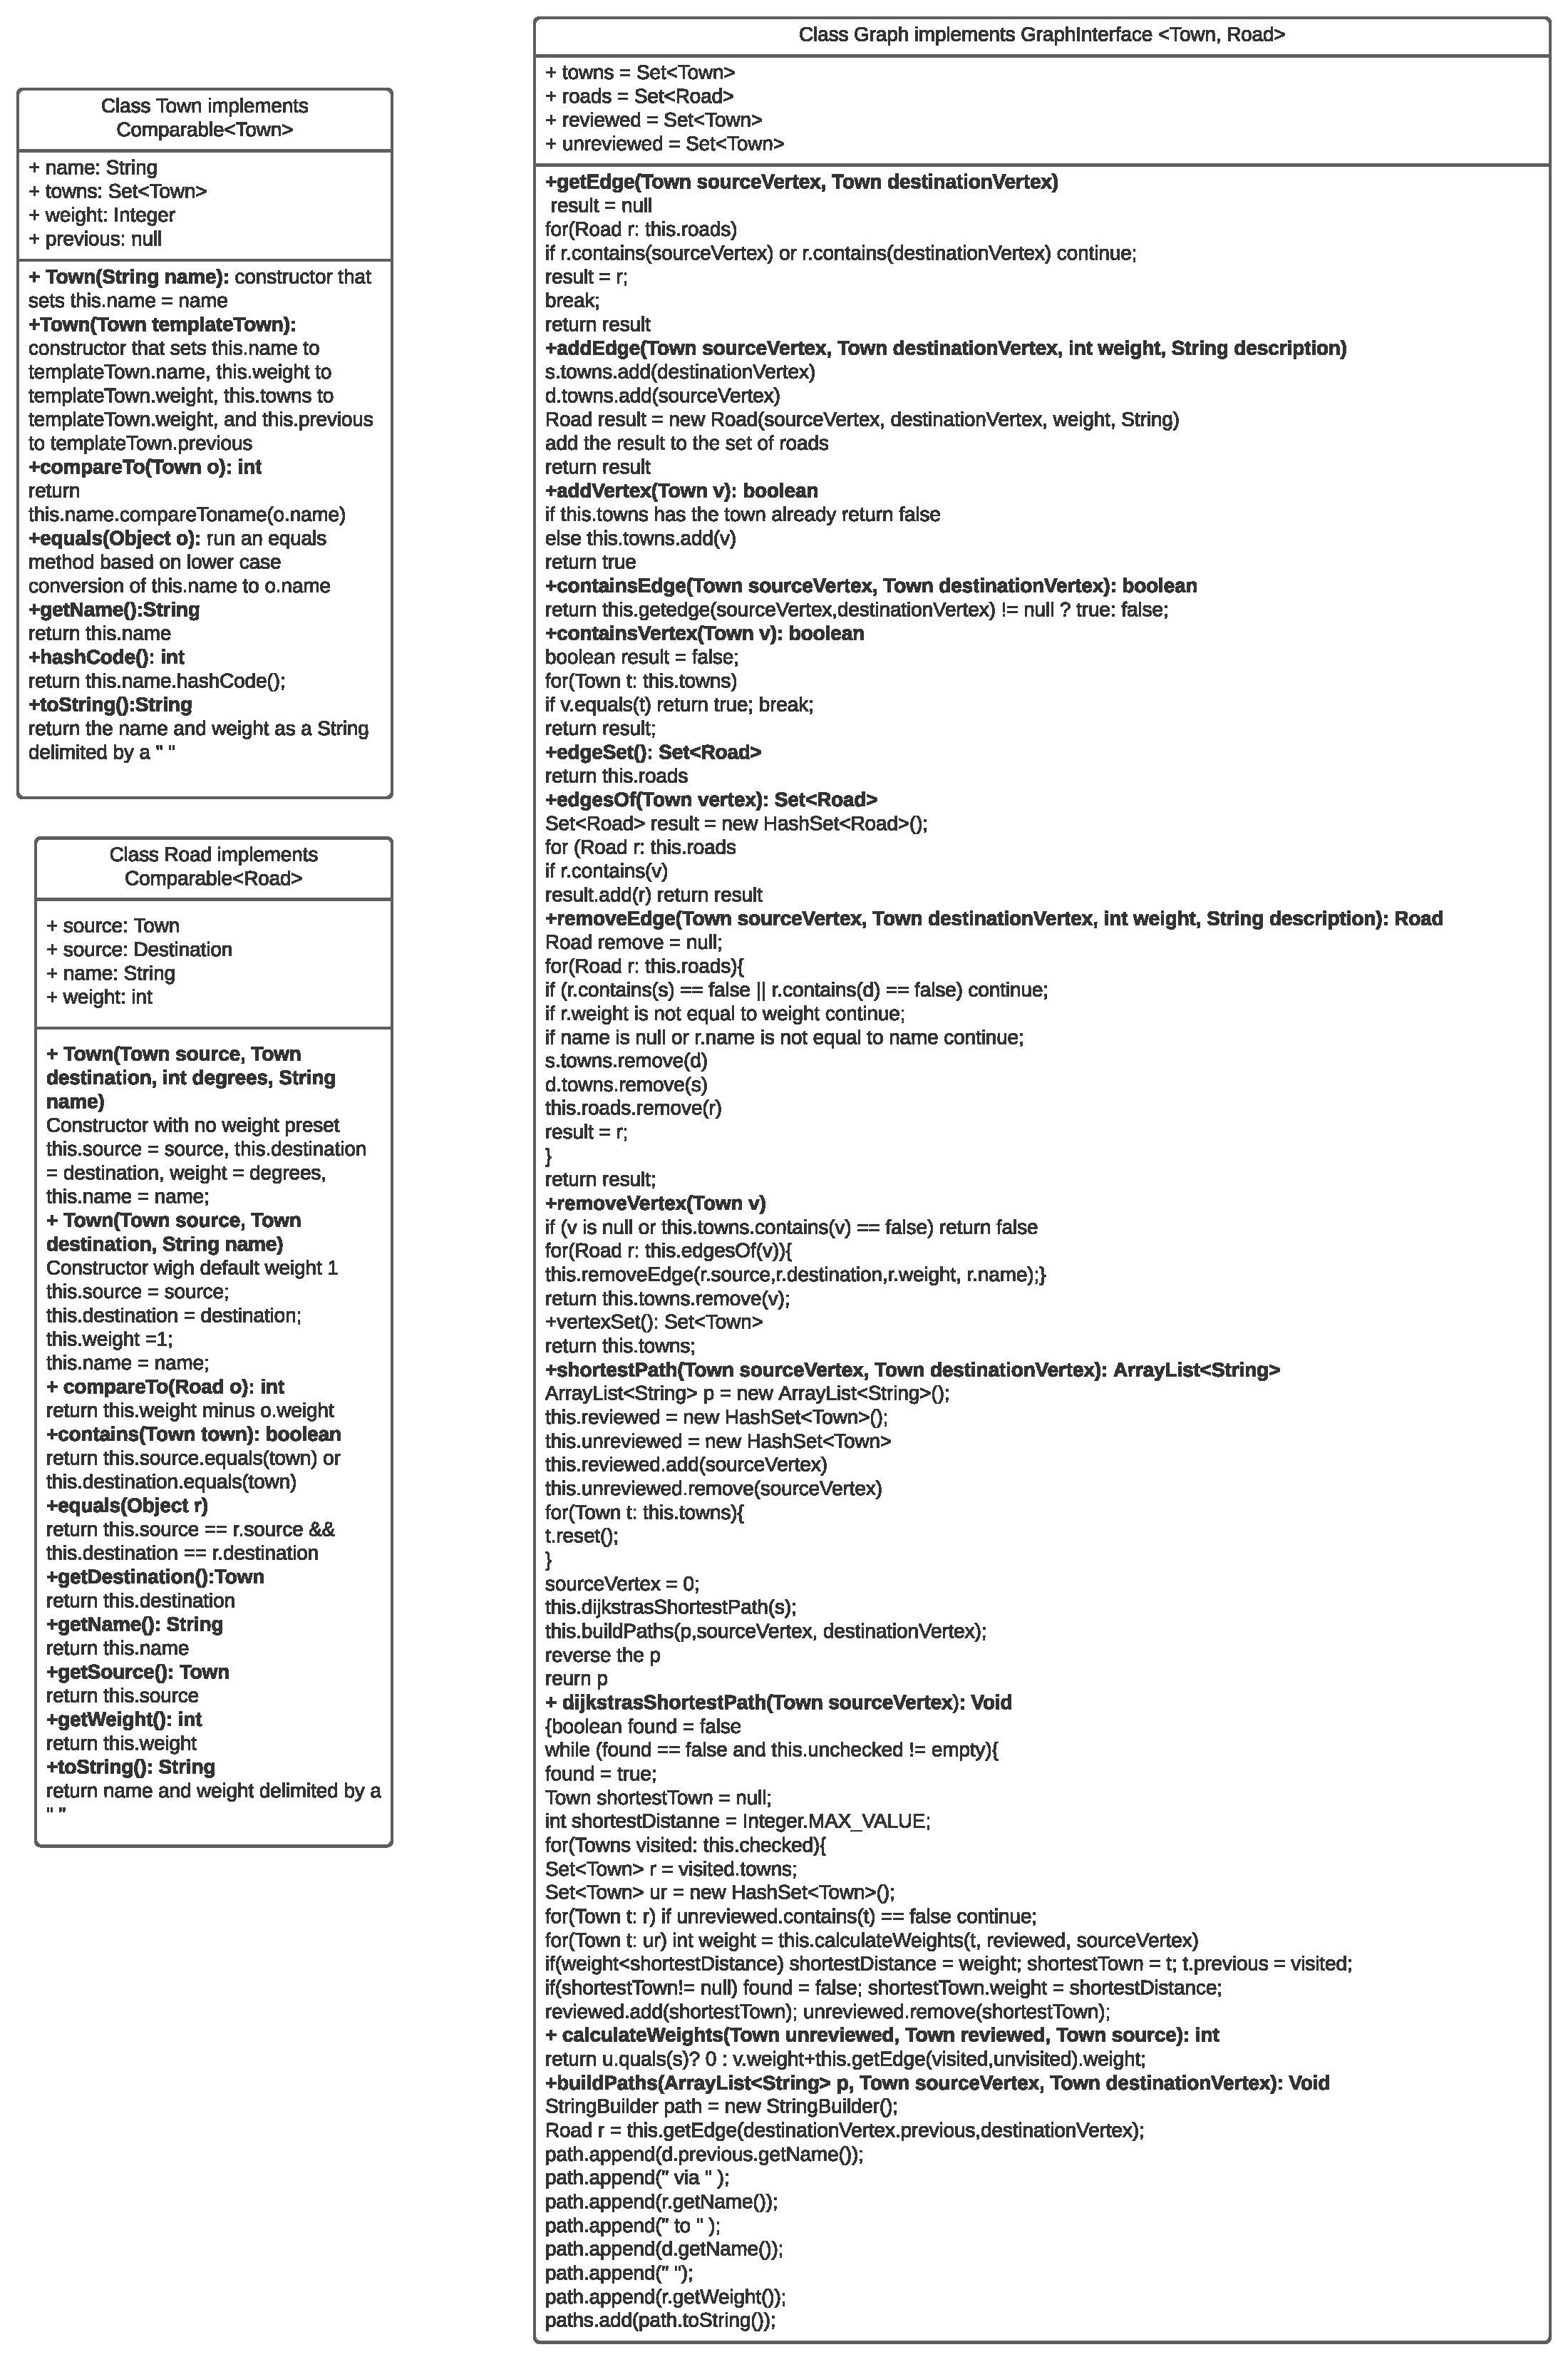 Class Town implements
Comparable<Town>
+ name: String
+ towns: Set<Town>
+ weight: Integer
+ previous: null
+ Town(String name): constructor that
sets this.name = name
+Town(Town templateTown):
constructor that sets this.name to
templateTown.name, this.weight to
templateTown.weight, this.towns to
templateTown.weight, and this.previous
to templateTown.previous
+compareTo(Town o): int
return
this.name.compareToname(o.name)
+equals(Object o): run an equals
method based on lower case
conversion of this.name to o.name
+getName():String
return this.name
+hashCode(): int
return this.name.hashCode();
+toString():String
return the name and weight as a String
delimited by a " "
Class Road implements
Comparable<Road>
+ source: Town
+ source: Destination
+ name: String
+ weight: int
+ Town(Town source, Town
destination, int degrees, String
name)
Constructor with no weight preset
this.source = source, this.destination
= destination, weight = degrees,
this.name = name;
+ Town(Town source, Town
destination, String name)
Constructor wigh default weight 1
this.source = source;
this.destination = destination;
this.weight =1;
this.name = name;
+ compareTo(Road o): int
return this.weight minus o.weight
+contains(Town town): boolean
return this.source.equals(town) or
this.destination.equals(town)
+equals(Object r)
return this.source == r.source &&
this.destination == r.destination
+getDestination():Town
return this.destination
+getName(): String
return this.name
+getSource(): Town
return this.source
+getWeight(): int
return this.weight
+toString(): String
return name and weight delimited by a
" "
Class Graph implements GraphInterface <Town, Road>
+ towns = Set<Town>
+ roads = Set<Road>
+ reviewed = Set<Town>
+ unreviewed = Set<Town>
+getEdge(Town sourceVertex, Town destinationVertex)
result = null
for(Road r: this.roads)
if r.contains(sourceVertex) or r.contains(destinationVertex) continue;
result = r;
break;
return result
+addEdge(Town sourceVertex, Town destinationVertex, int weight, String description)
s.towns.add(destinationVertex)
d.towns.add(sourceVertex)
Road result = new Road(sourceVertex, destinationVertex, weight, String)
add the result to the set of roads
return result
+addVertex(Town v): boolean
if this.towns has the town already return false
else this.towns.add(v)
return true
+containsEdge(Town sourceVertex, Town destinationVertex): boolean
return this.getedge(sourceVertex,destinationVertex) != null ? true: false;
+containsVertex(Town v): boolean
boolean result = false;
for(Town t: this.towns)
if v.equals(t) return true; break;
return result;
+edgeSet(): Set<Road>
return this.roads
+edgesOf(Town vertex): Set<Road>
Set<Road> result = new HashSet<Road>();
for (Road r: this.roads
if r.contains(v)
result.add(r) return result
+removeEdge(Town sourceVertex, Town destinationVertex, int weight, String description): Road
Road remove = null;
for(Road r: this.roads){
if (r.contains(s) == false || r.contains(d) == false) continue;
if r.weight is not equal to weight continue;
if name is null or r.name is not equal to name continue;
s.towns.remove(d)
d.towns.remove(s)
this.roads.remove(r)
result = r;
}
return result;
+removeVertex(Town v)
if (v is null or this.towns.contains(v) == false) return false
for(Road r: this.edgesOf(v)){
this.removeEdge(r.source,r.destination,r.weight, r.name);}
return this.towns.remove(v);
+vertexSet(): Set<Town>
return this.towns;
+shortestPath(Town sourceVertex, Town destinationVertex): ArrayList<String>
ArrayList<String> p = new ArrayList<String>();
this.reviewed = new HashSet<Town>();
this.unreviewed = new HashSet<Town>
this.reviewed.add(sourceVertex)
this.unreviewed.remove(sourceVertex)
for(Town t: this.towns){
t.reset();
}
sourceVertex = 0;
this.dijkstrasShortestPath(s);
this.buildPaths(p,sourceVertex, destinationVertex);
reverse the p
reurn p
+ dijkstrasShortestPath(Town sourceVertex): Void
{boolean found = false
while (found == false and this.unchecked != empty){
found = true;
Town shortestTown = null;
int shortestDistanne = Integer.MAX_VALUE;
for(Towns visited: this.checked){
Set<Town> r = visited.towns;
Set<Town> ur = new HashSet<Town>();
for(Town t: r) if unreviewed.contains(t) == false continue;
for(Town t: ur) int weight = this.calculateWeights(t, reviewed, sourceVertex)
if(weight<shortestDistance) shortestDistance = weight; shortestTown = t; t.previous = visited;
if(shortestTown!= null) found = false; shortestTown.weight = shortestDistance;
reviewed.add(shortestTown); unreviewed.remove(shortestTown);
+ calculateWeights(Town unreviewed, Town reviewed, Town source): int
return u.quals(s)? 0 : v.weight+this.getEdge(visited,unvisited).weight;
+buildPaths(ArrayList<String> p, Town sourceVertex, Town destinationVertex): Void
StringBuilder path = new StringBuilder();
Road r = this.getEdge(destinationVertex.previous,destinationVertex);
path.append(d.previous.getName());
path.append(" via " );
path.append(r.getName());
path.append(" to " );
path.append(d.getName());
path.append(" ");
path.append(r.getWeight());
paths.add(path.toString());